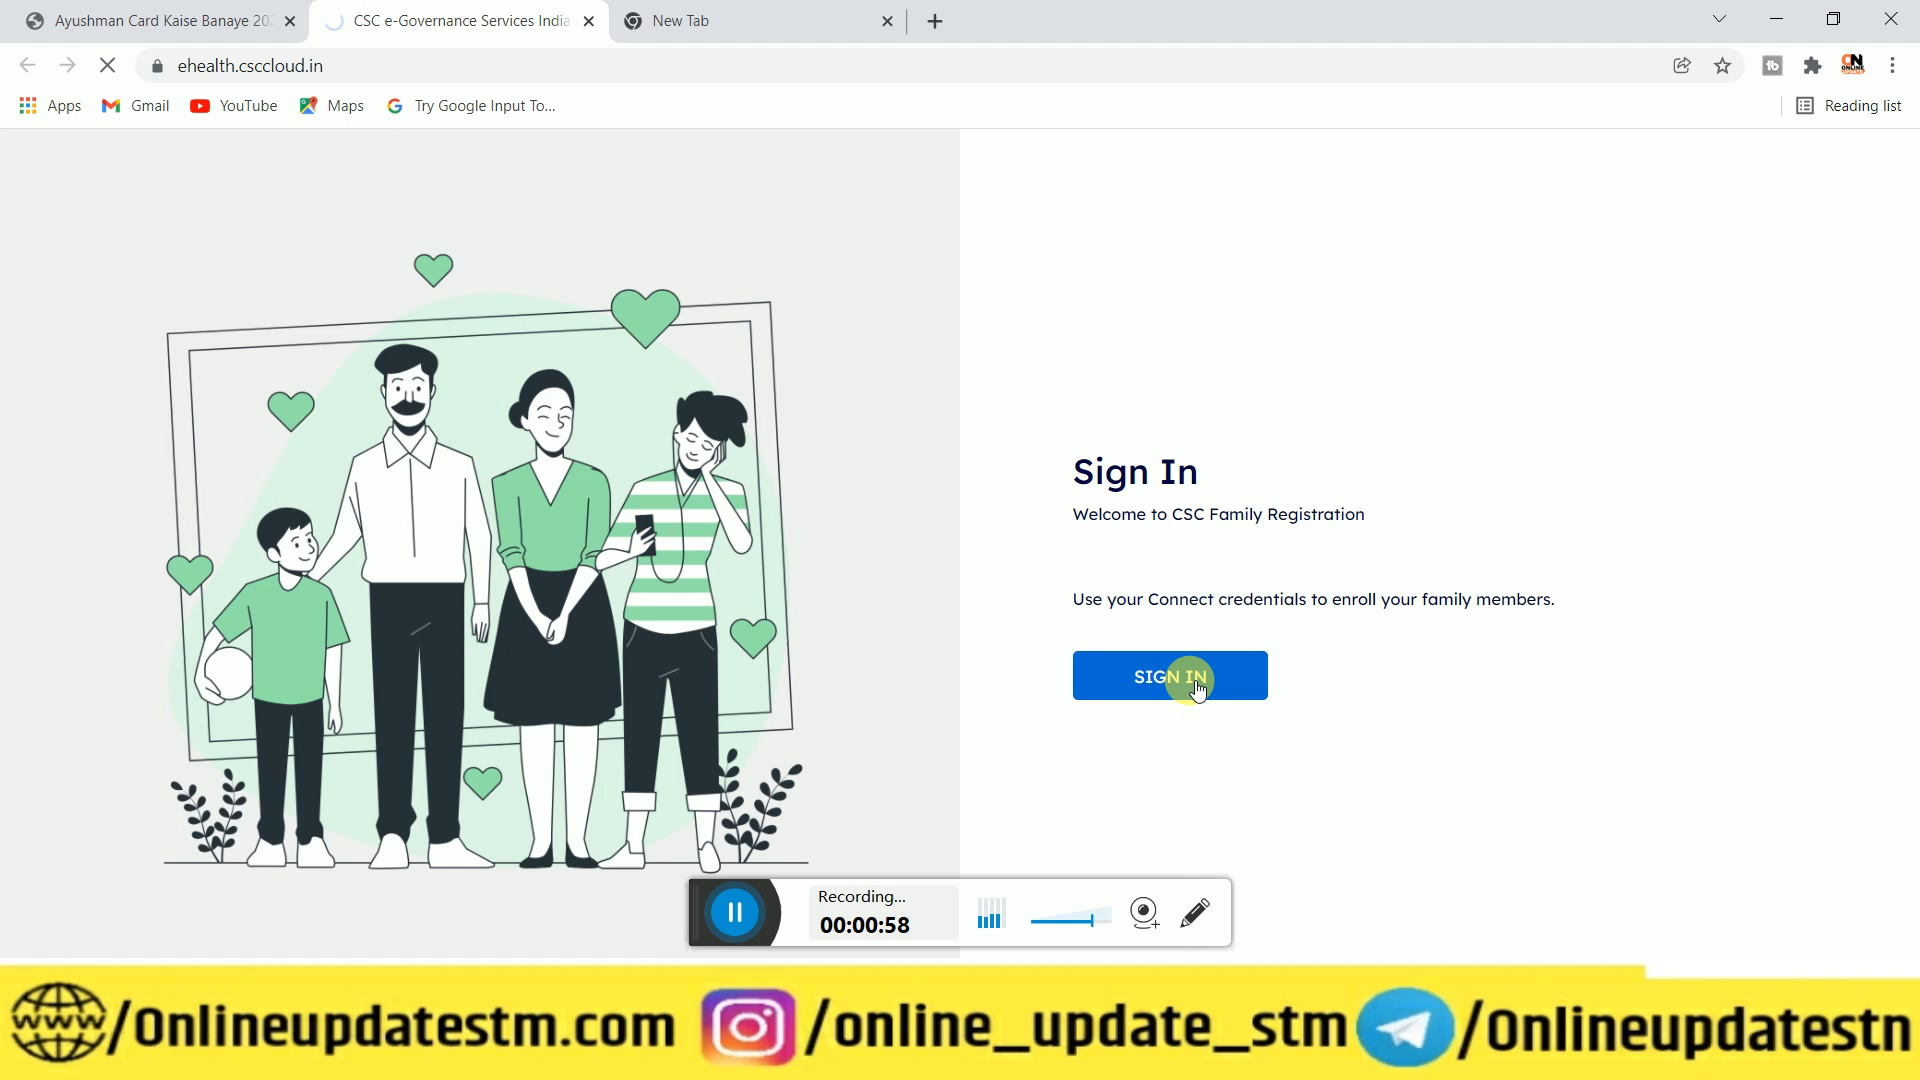 Ayushman Card Kaise Banaye 202
CSC e-Governance Services India
New Tab
ehealth.csccloud.in
Apps
Gmail
YouTube
Maps
Try Google Input To...
Reading list
Sign In
Welcome to CSC Family Registration
Use your Connect credentials to enroll your family members.
SIGN IN
Recording...
00:00:58
www /Onlineupdatestm.com
/online_update_stm
/Onlineupdatestn